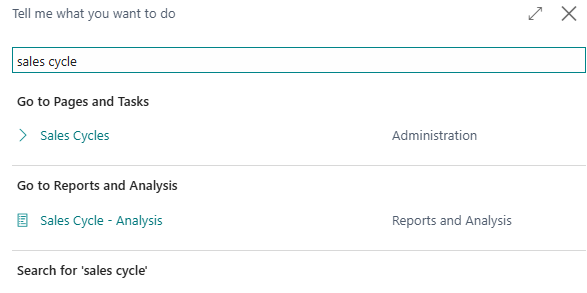 Tell me what you want to do
sales cycle
Go to Pages and Tasks
Sales Cycles Administration
Go to Reports and Analysis
Sales Cycle - Analysis Reports and Analysis
Search for 'sales cycle'